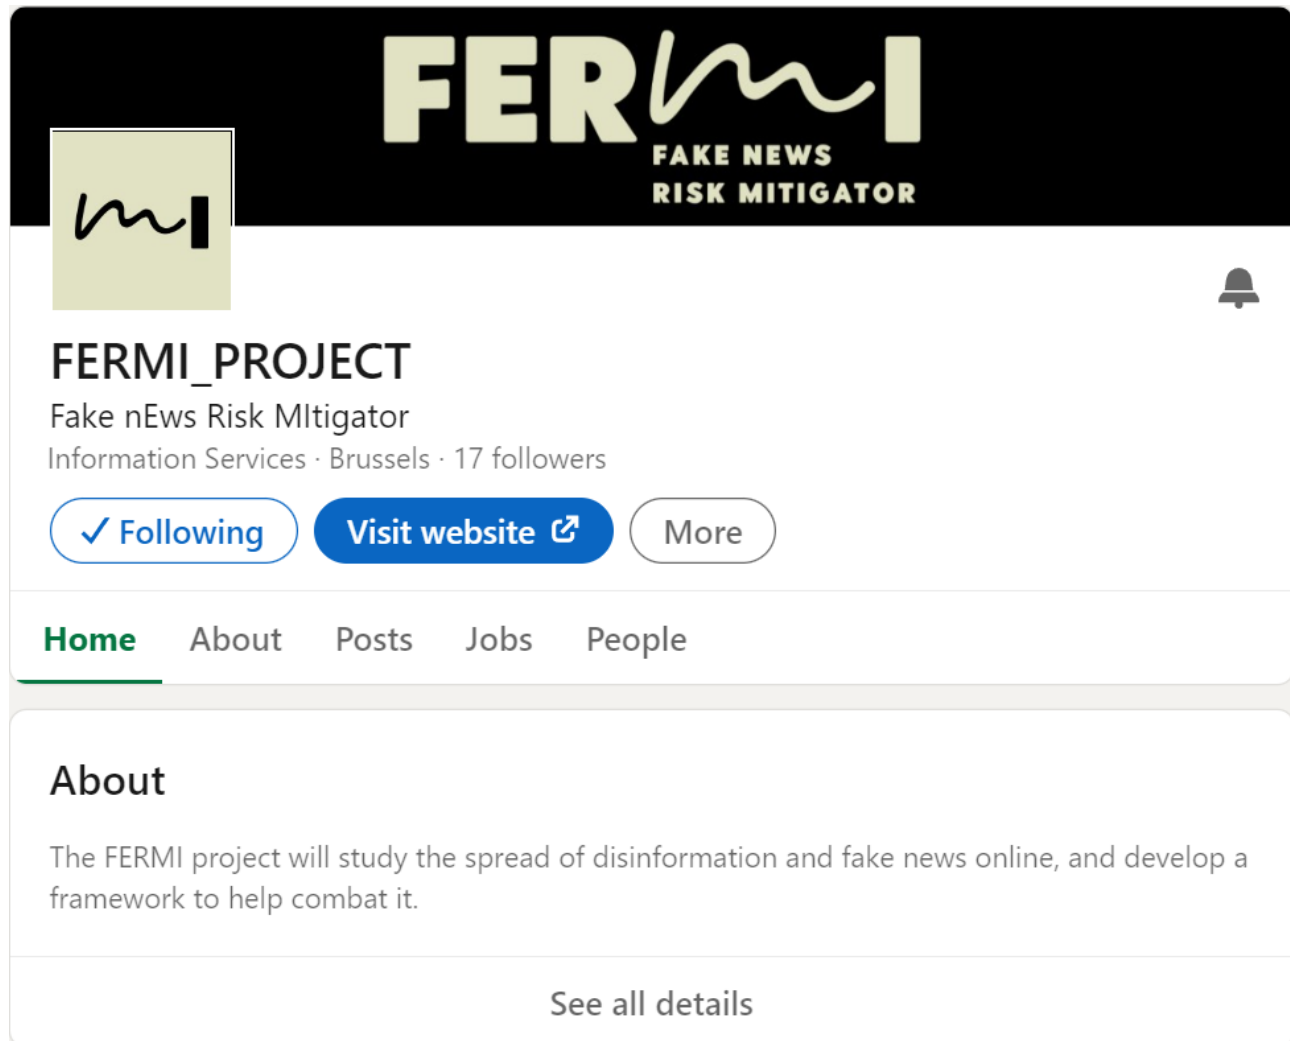 FERMI
FAKE NEWS
RISK MITIGATOR
mI
FERMI_PROJECT
Fake nEws Risk MItigator
Information Services · Brussels · 17 followers
✓ Following
Visit website
More
Home
About
Posts
Jobs
People
About
The FERMI project will study the spread of disinformation and fake news online, and develop a
framework to help combat it.
See all details